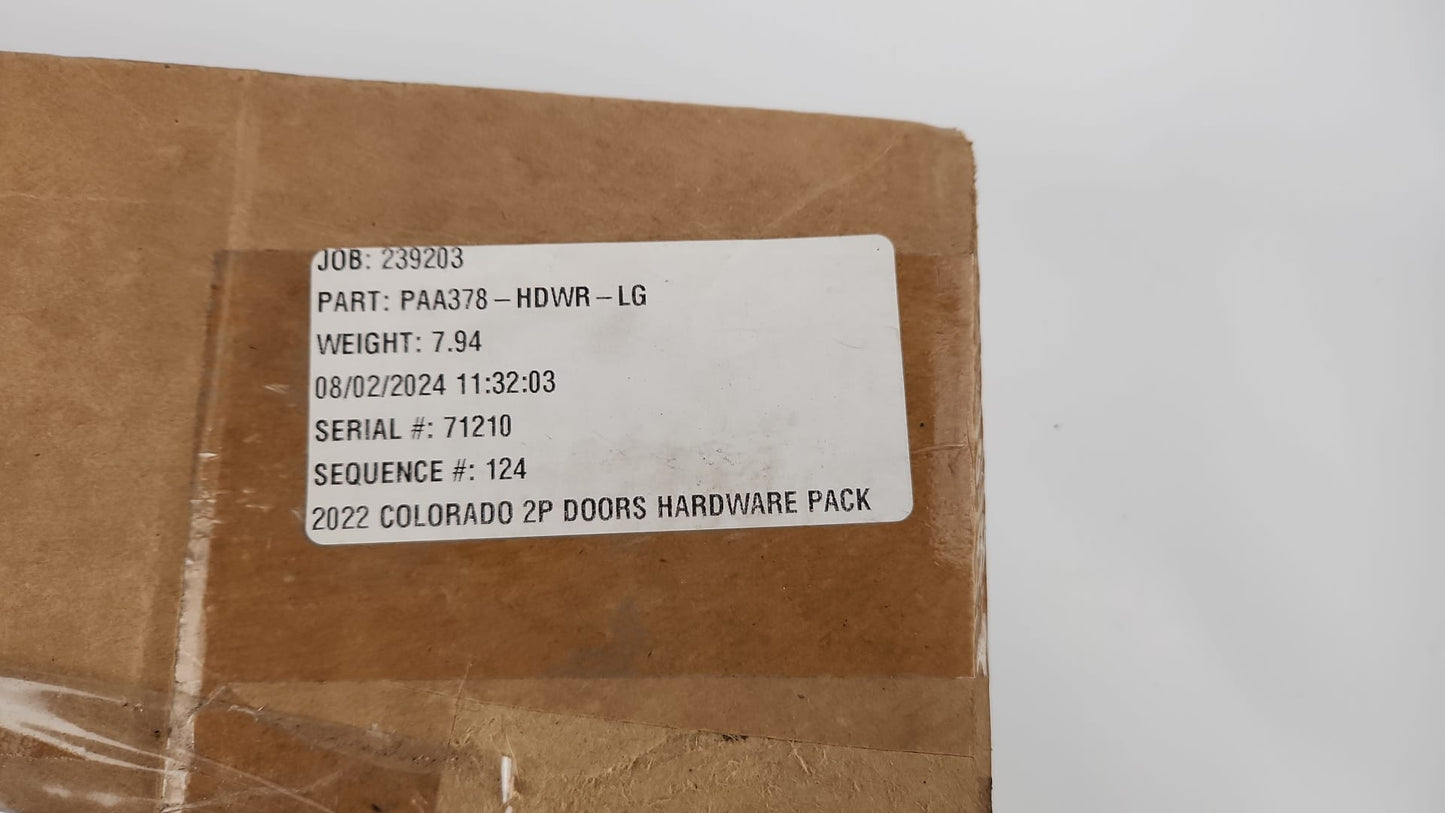 JOB: 239203
PART: PAA378-HDWR-LG
WEIGHT: 7.94
08/02/2024 11:32:03
SERIAL #: 71210
SEQUENCE #: 124
2022 COLORADO 2P DOORS HARDWARE PACK